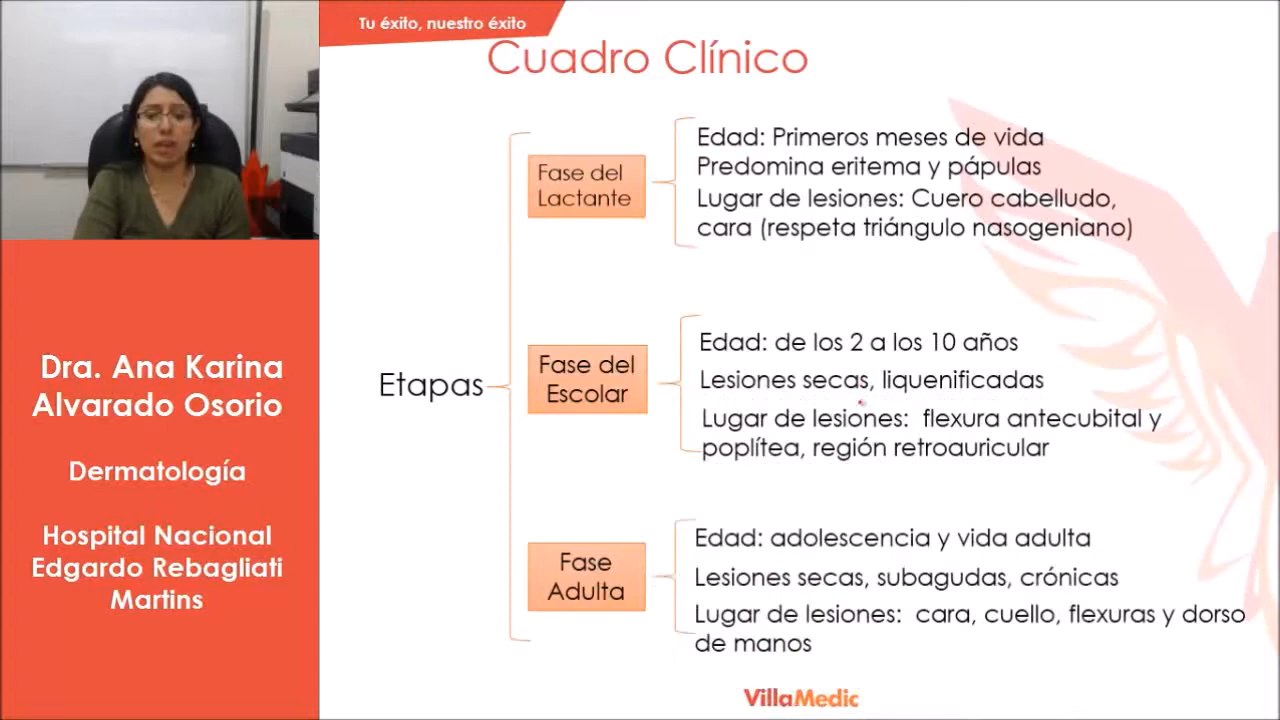 Tu éxito, nuestro éxito
Cuadro Clínico
Dra. Ana Karina
Alvarado Osorio
Dermatología
Hospital Nacional
Edgardo Rebagliati
Martins
Etapas
Fase del
Lactante
Edad: Primeros meses de vida
Predomina eritema y pápulas
Lugar de lesiones: Cuero cabelludo,
cara (respeta triángulo nasogeniano)
Fase del
Escolar
Edad: de los 2 a los 10 años
Lesiones secas, liquenificadas
Lugar de lesiones: flexura antecubital y
poplítea, región retroauricular
Fase
Adulta
Edad: adolescencia y vida adulta
Lesiones secas, subagudas, crónicas
Lugar de lesiones: cara, cuello, flexuras y dorso
de manos
VillaMedic